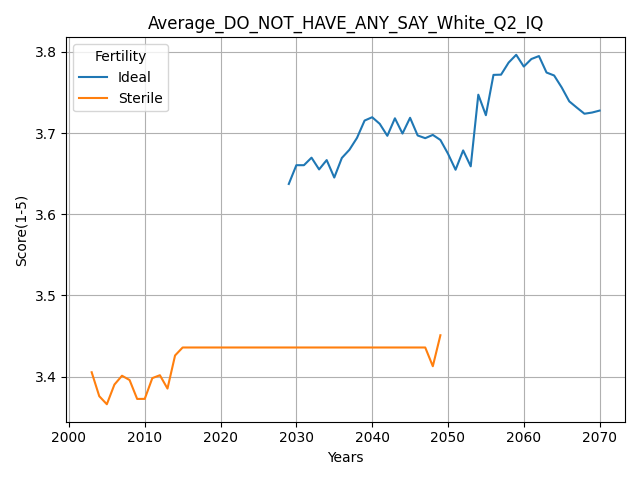 Average_DO_NOT_HAVE_ANY_SAY_White_Q2_IQ
Fertility
Ideal
Sterile
Score(1-5)
3.8
3.7
3.6
3.5
3.4
2000 2010 2020 2030 2040 2050 2060 2070
Years